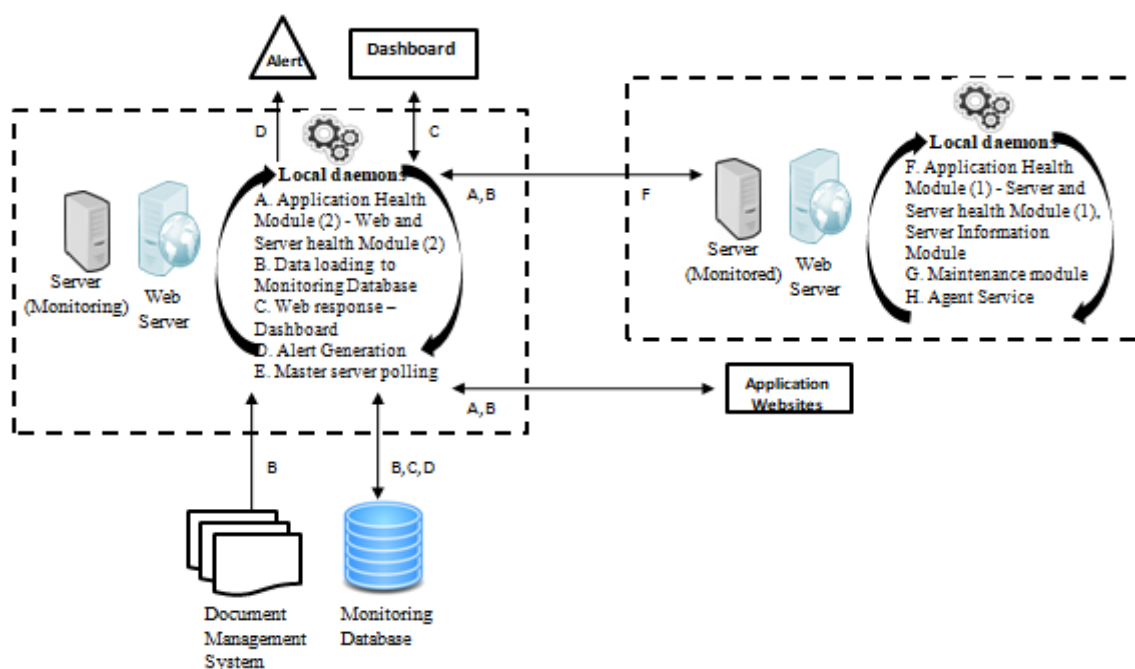 Alert
Dashboard
D
C
Local daemons
A. Application Health
Module (2) - Web and
Server health Module (2)
B. Data loading to
Monitoring Database
C. Web response –
Dashboard
D. Alert Generation
E. Master server polling
Server
(Monitoring)
Web
Server
A,B
F
Local daemons
F. Application Health
Module (1) - Server and
Server health Module (1),
Server Information
Module
G. Maintenance module
H. Agent Service
Server
(Monitored)
Web
Server
A,B
Application
Websites
B
B,C,D
Document
Management
System
Monitoring
Database